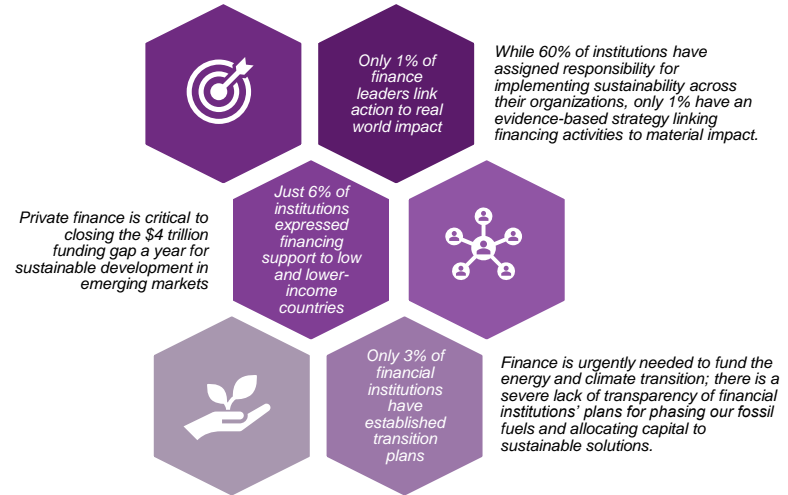 Only 1% of
finance
leaders link
action to real
world impact
While 60% of institutions have
assigned responsibility for
implementing sustainability across
their organizations, only 1% have an
evidence-based strategy linking
financing activities to material impact.
Private finance is critical to
closing the $4 trillion
funding gap a year for
sustainable development in
emerging markets
Just 6% of
institutions
expressed
financing
support to low
and lower-
income
countries
Only 3% of
financial
institutions
have
established
transition
plans
Finance is urgently needed to fund the
energy and climate transition; there is a
severe lack of transparency of financial
institutions’ plans for phasing our fossil
fuels and allocating capital to
sustainable solutions.